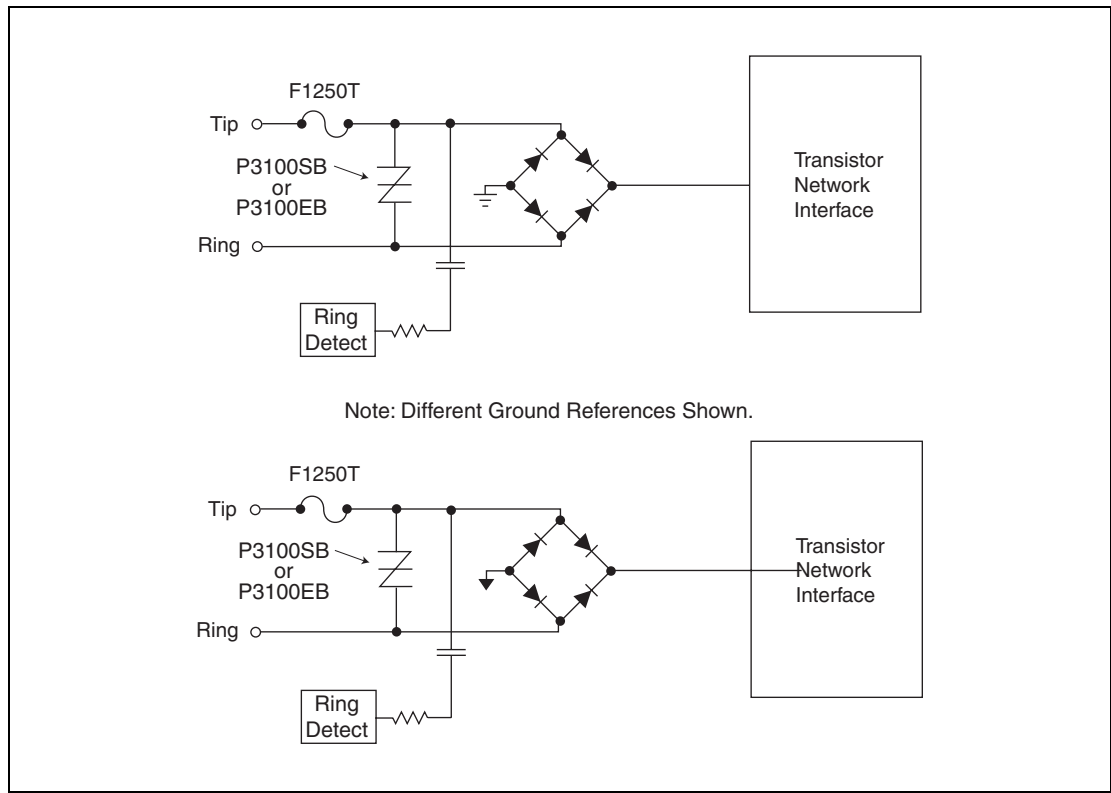 F1250T
Tip
P3100SB
or
P3100EB
Ring
Ring
Detect
Transistor
Network
Interface
Note: Different Ground References Shown.
F1250T
Tip
P3100SB
or
P3100EB
Ring
Ring
Detect
Transistor
Network
Interface